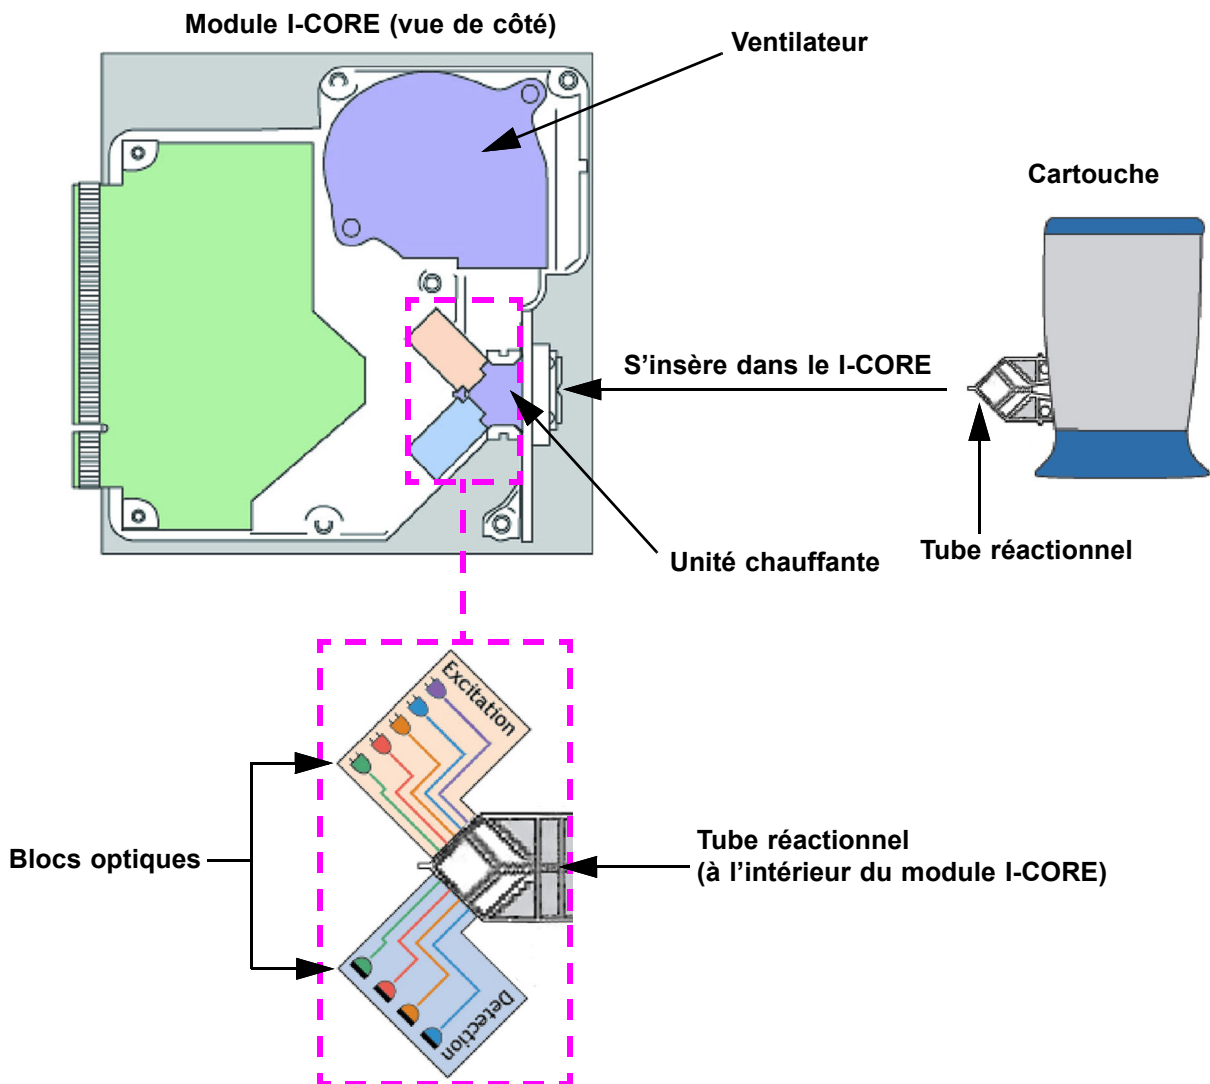 Module I-CORE (vue de côté)
Ventilateur
Cartouche
S’insère dans le I-CORE
Unité chauffante
Tube réactionnel
Excitation
Blocs optiques
Tube réactionnel
(à l’intérieur du module I-CORE)
Detection